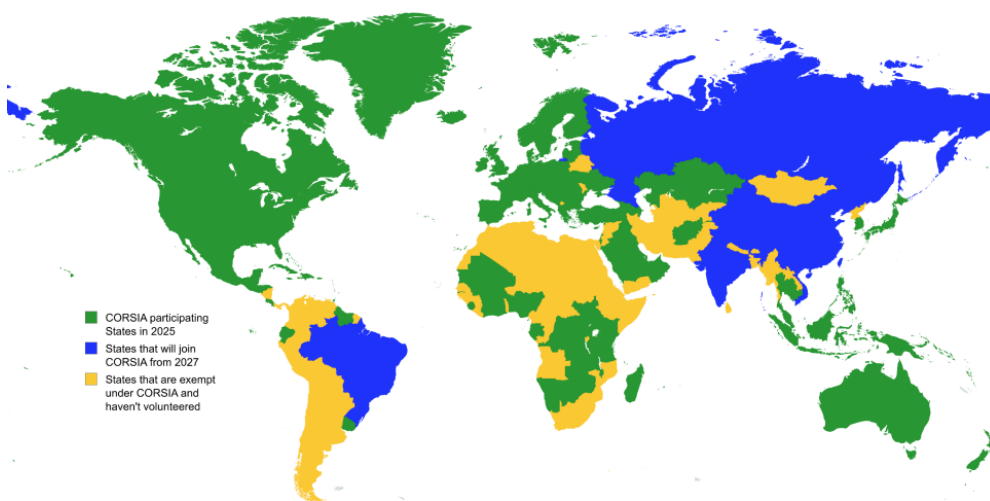 CORSIA participating
States in 2025
States that will join
CORSIA from 2027
States that are exempt
under CORSIA and
haven't volunteered